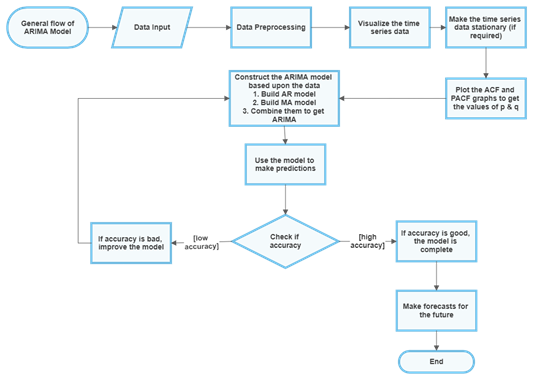 General flow of
ARIMA Model
Data Input
Data Preprocessing
Visualize the time
series data
Make the time series
data stationary (if
required)
Plot the ACF and
PACF graphs to get
the values of p & q
Construct the ARIMA model
based upon the data
1. Build AR model
2. Build MA model
3. Combine them to get
ARIMA
Use the model to
make predictions
Check if
accuracy
[low
accuracy]
If accuracy is bad,
improve the model
[high
accuracy]
If accuracy is good,
the model is
complete
Make forecasts for
the future
End